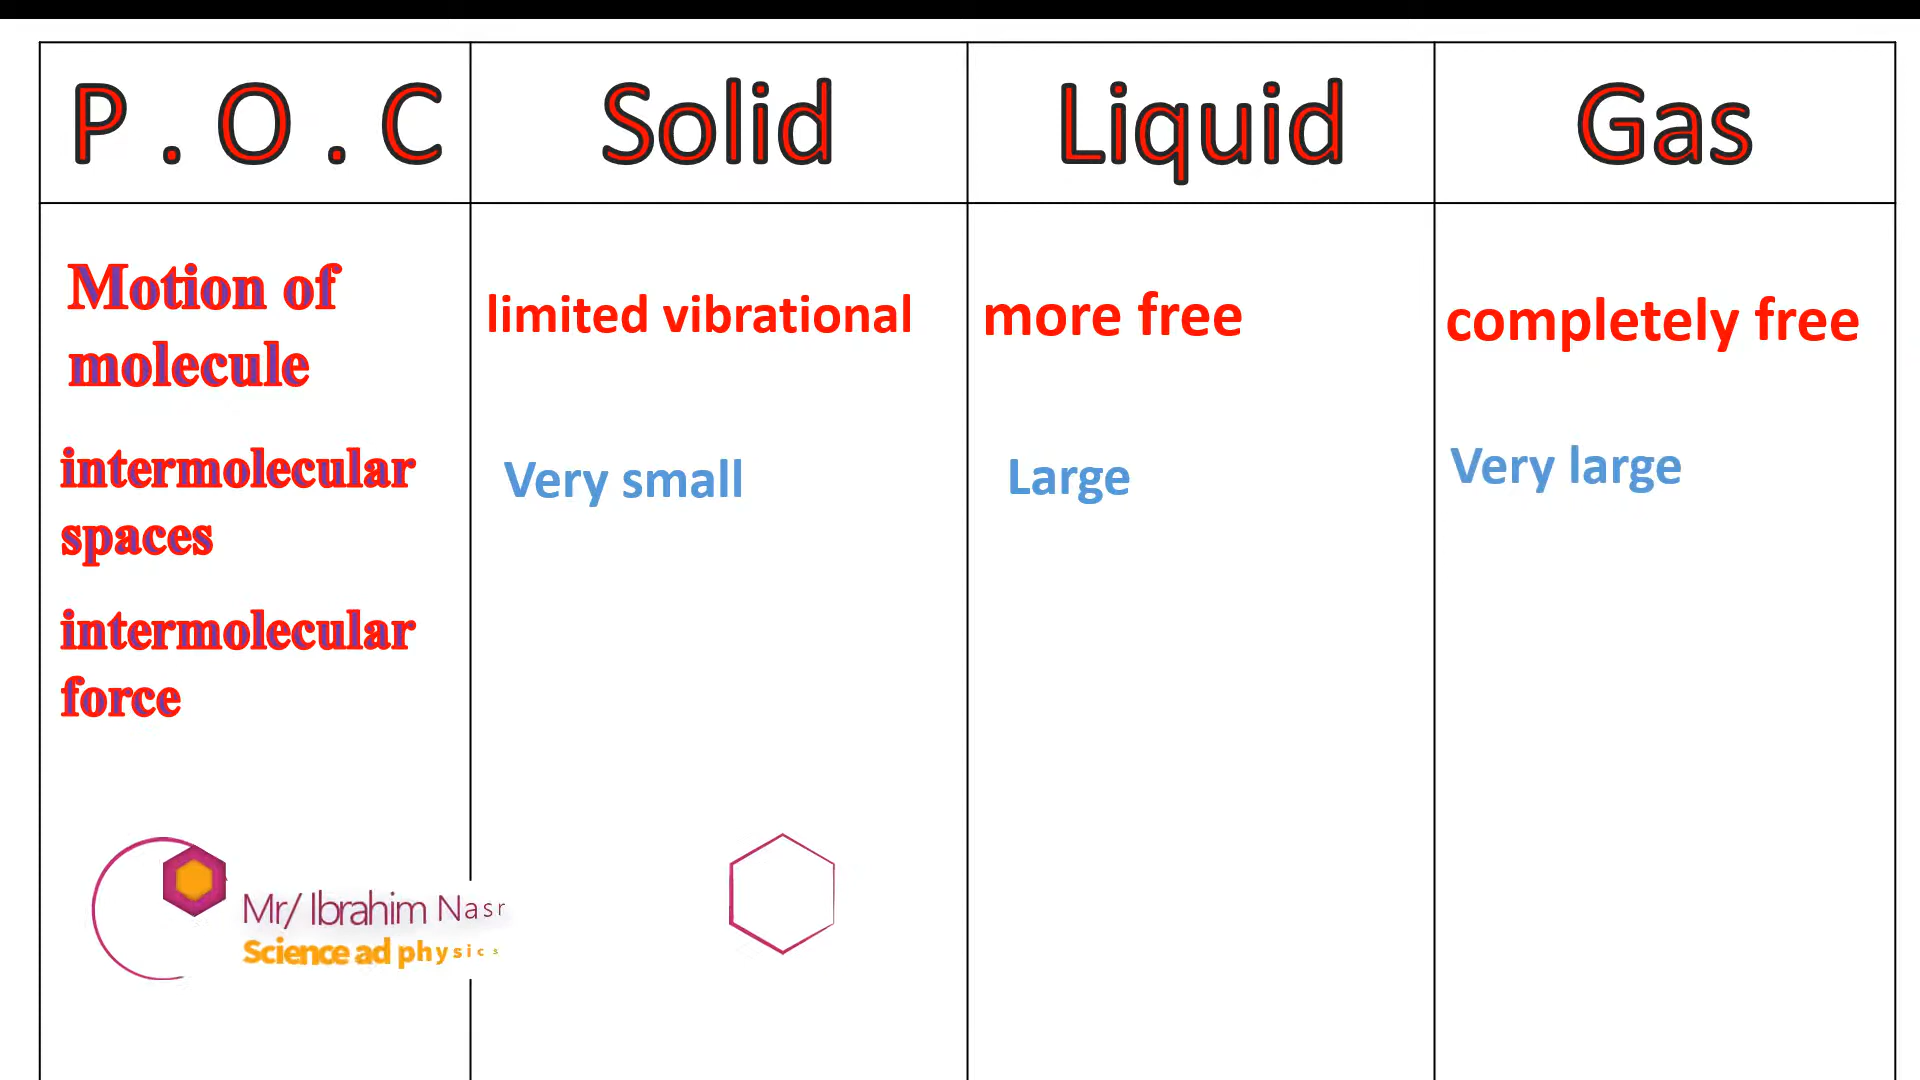 P . O . C Solid Liquid Gas
Motion of
molecule
limited vibrational more free completely free
intermolecular
spaces
Very small Large Very large
intermolecular
force
Mr/ Ibrahim Nasr
Science ad physics